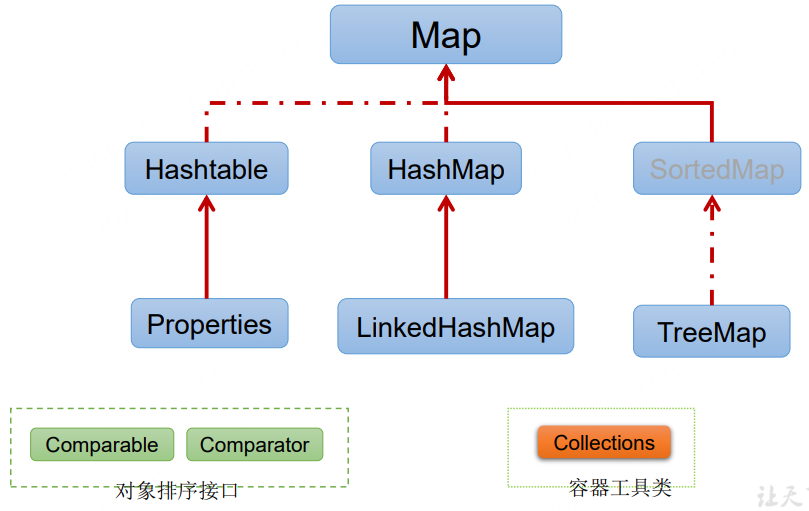 Map
Hashtable
HashMap
SortedMap
Properties
LinkedHashMap
TreeMap
Comparable
Comparator
对象排序接口
Collections
容器工具类
让天